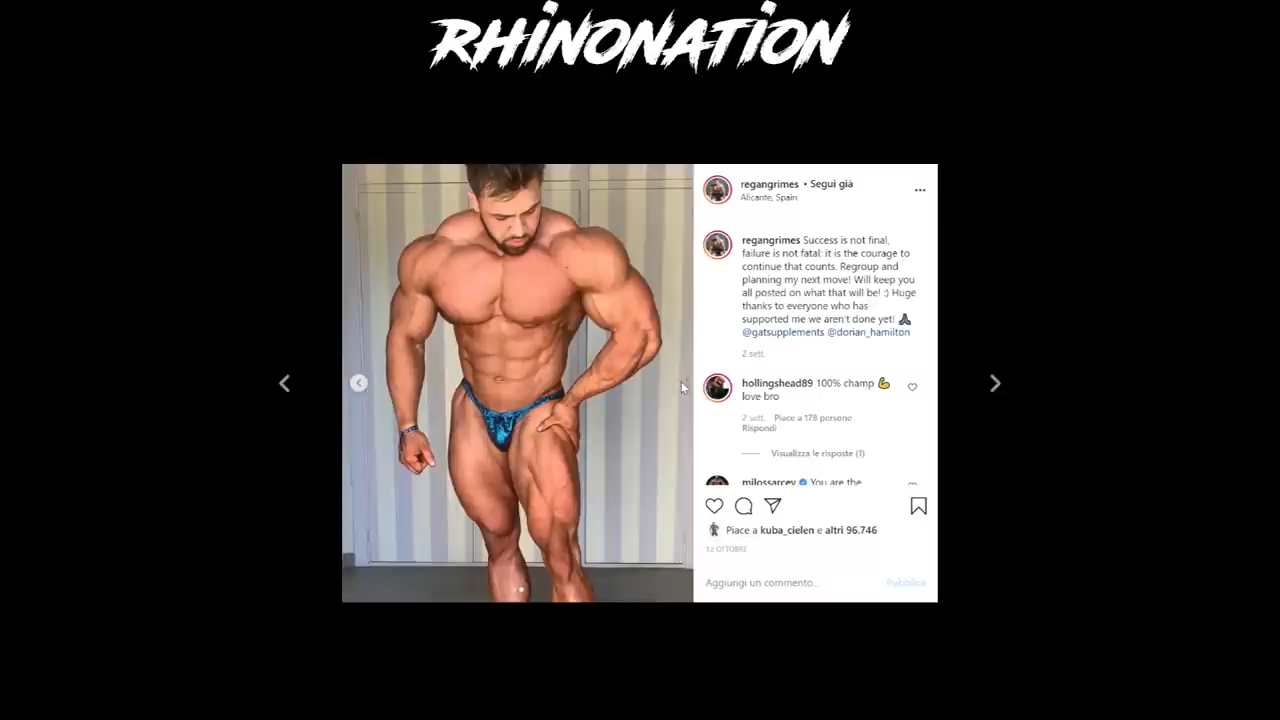 RHINONATION
regangrimes • Segui già
Alicante, Spain
regangrimes Success is not final,
failure is not fatal: it is the courage to
continue that counts. Regroup and
planning my next move! Will keep you
all posted on what that will be! :) Huge
thanks to everyone who has
supported me we aren't done yet! 🙏
@gatsupplements @dorian_hamilton
2 sett.
hollingshead89 100% champ 💪
love bro
2 sett. Piace a 178 persone
Rispondi
Visualizza le risposte (1)
milossarcev You are the
Piace a kuba_cielen e altri 96.746
12 OTTOBRE
Aggiungi un commento...
Pubblica